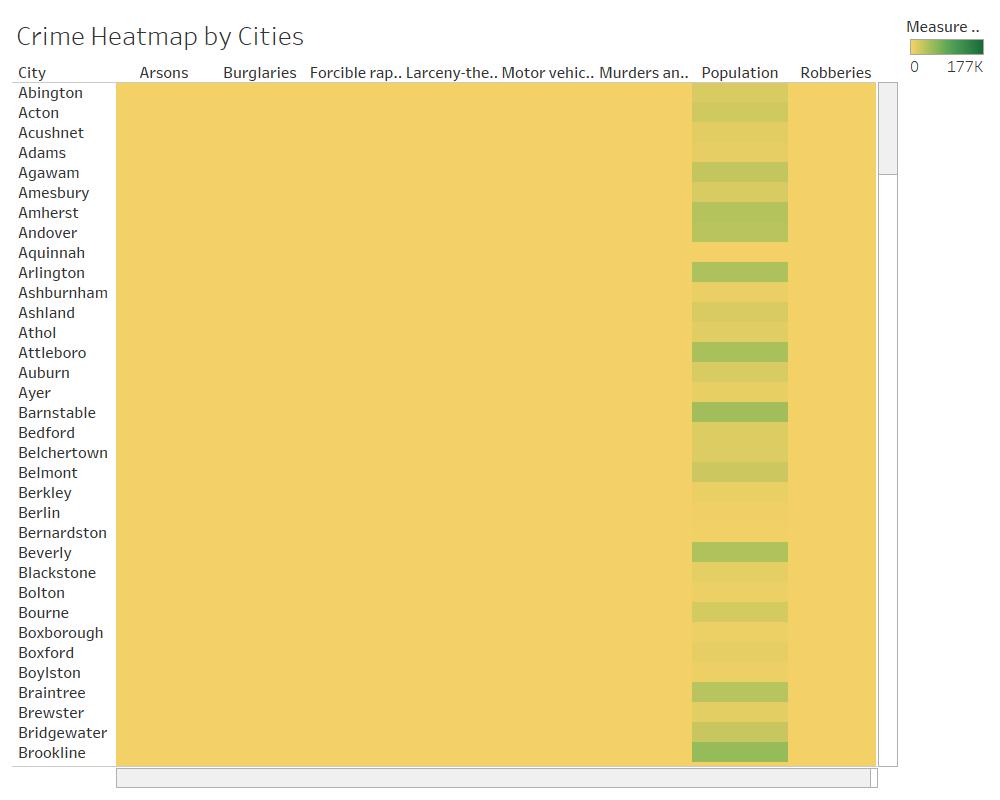 Crime Heatmap by Cities
Measure ..
0 177K
City Arsons Burglaries Forcible rap.. Larceny-the.. Motor vehic.. Murders an.. Population Robberies
Abington
Acton
Acushnet
Adams
Agawam
Amesbury
Amherst
Andover
Aquinnah
Arlington
Ashburnham
Ashland
Athol
Attleboro
Auburn
Ayer
Barnstable
Bedford
Belchertown
Belmont
Berkley
Berlin
Bernardston
Beverly
Blackstone
Bolton
Bourne
Boxborough
Boxford
Boylston
Braintree
Brewster
Bridgewater
Brookline